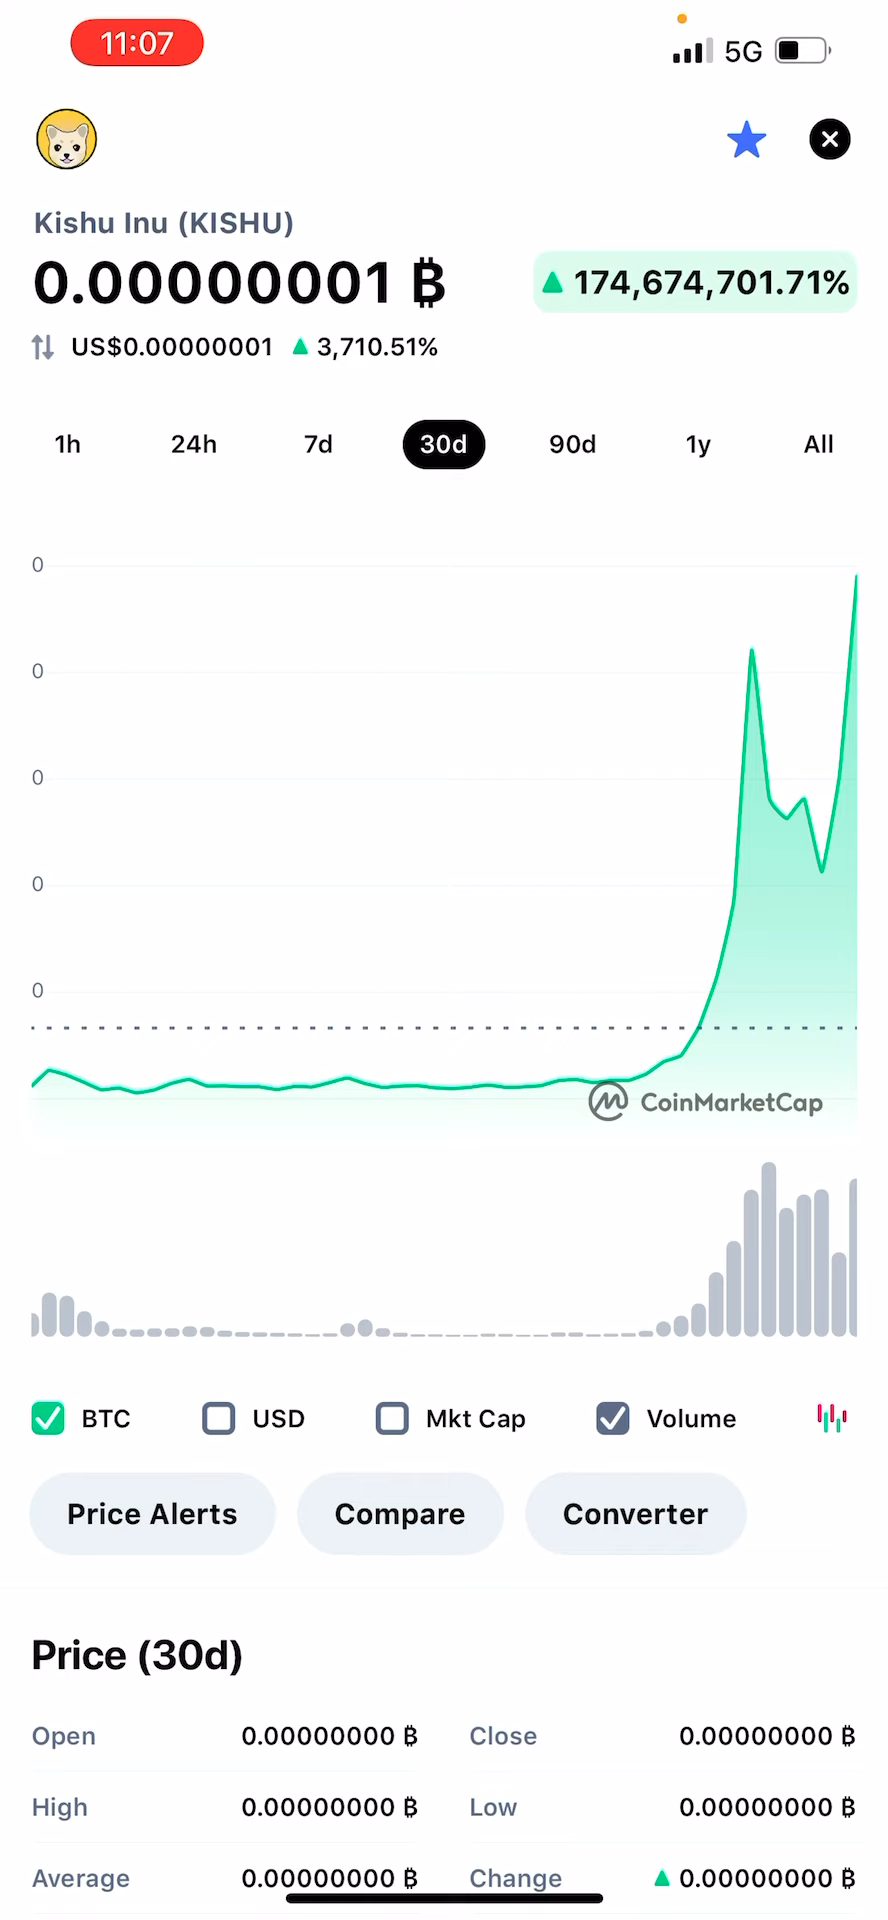 11:07
5G
Kishu Inu (KISHU)
0.00000001 ₿
174,674,701.71%
US$0.00000001 3,710.51%
1h 24h 7d 30d 90d 1y All
0
0
0
0
0
CoinMarketCap
BTC USD Mkt Cap Volume
Price Alerts Compare Converter
Price (30d)
Open 0.00000000 ₿ Close 0.00000000 ₿
High 0.00000000 ₿ Low 0.00000000 ₿
Average 0.00000000 ₿ Change 0.00000000 ₿